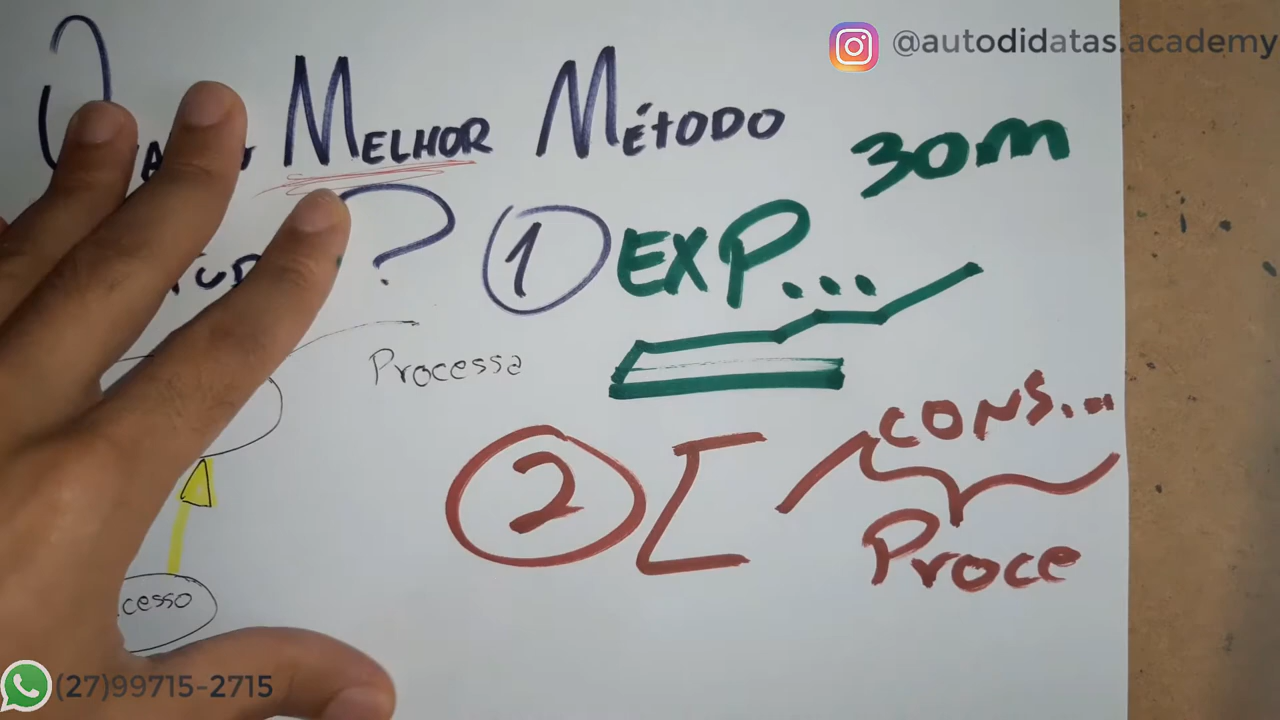 @autodidatas.academy
MELHOR MÉTODO
30m
?
1 EXP...
Processa
CONS...
2
Proce
cesso
(27)99715-2715